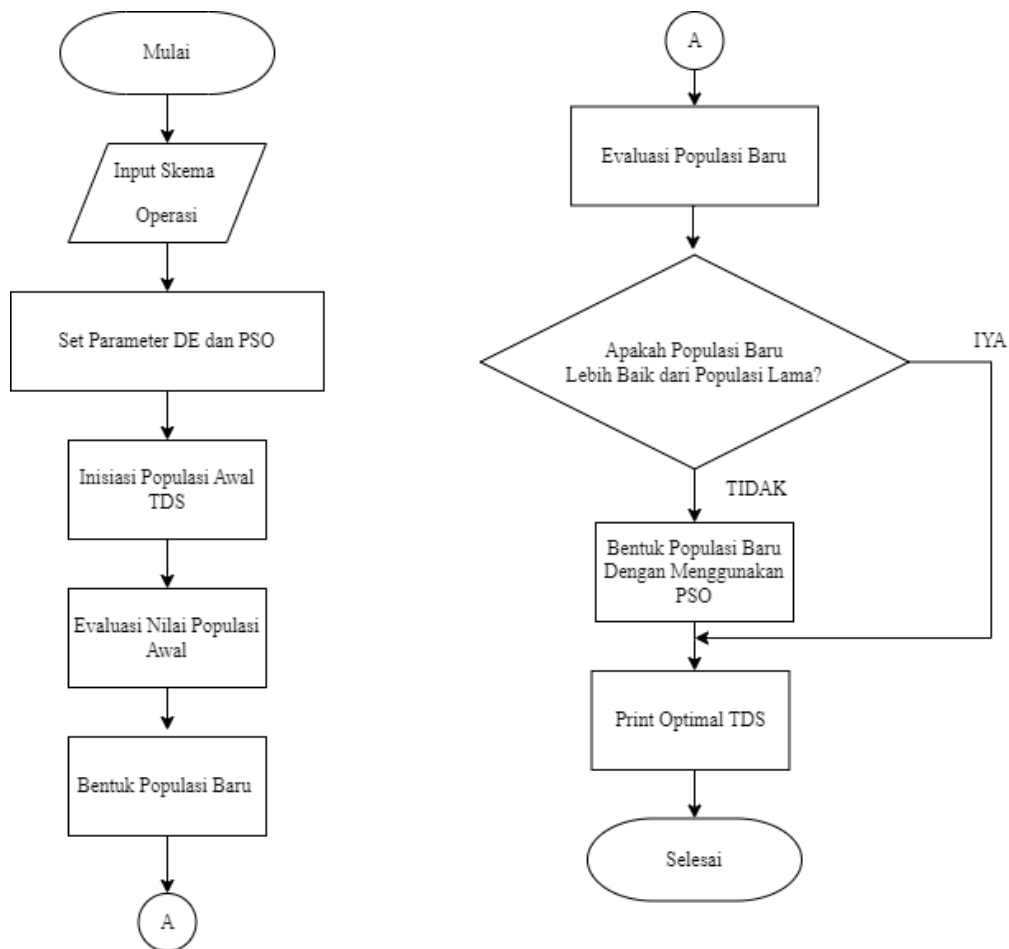 Mulai
Input Skema
Operasi
Set Parameter DE dan PSO
Inisiasi Populasi Awal
TDS
Evaluasi Nilai Populasi
Awal
Bentuk Populasi Baru
A
A
Evaluasi Populasi Baru
Apakah Populasi Baru
Lebih Baik dari Populasi Lama?
IYA
TIDAK
Bentuk Populasi Baru
Dengan Menggunakan
PSO
Print Optimal TDS
Selesai